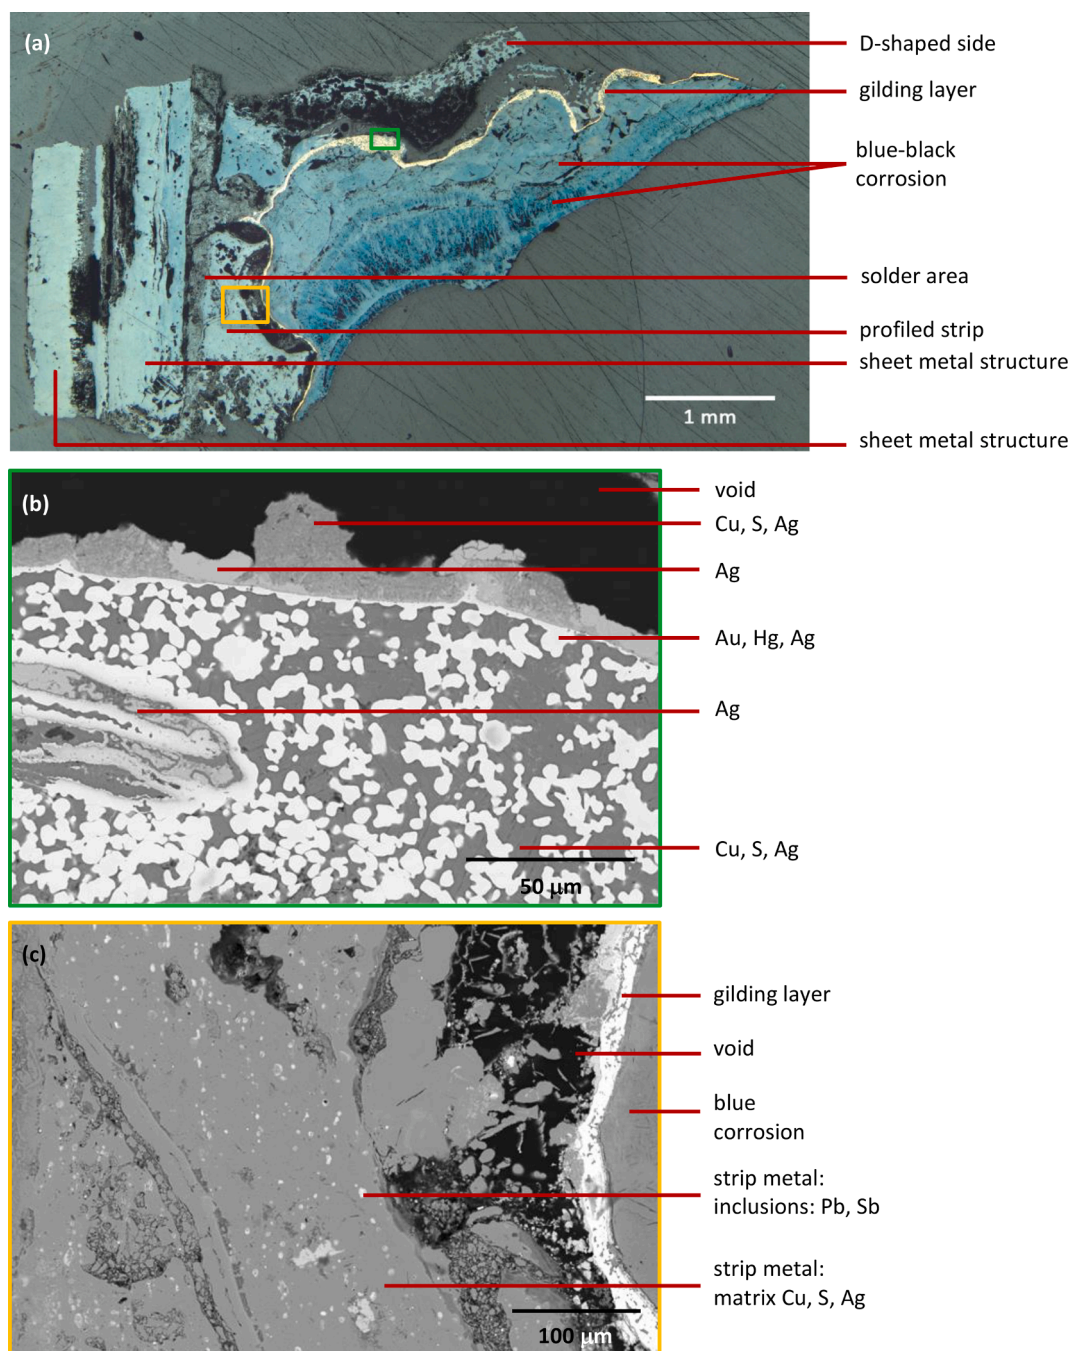 (a)
D-shaped side
gilding layer
blue-black
corrosion
solder area
profiled strip
sheet metal structure
1 mm
sheet metal structure
(b)
void
Cu, S, Ag
Ag
Au, Hg, Ag
Ag
Cu, S, Ag
50 µm
(c)
gilding layer
void
blue
corrosion
strip metal:
inclusions: Pb, Sb
strip metal:
matrix Cu, S, Ag
100 µm